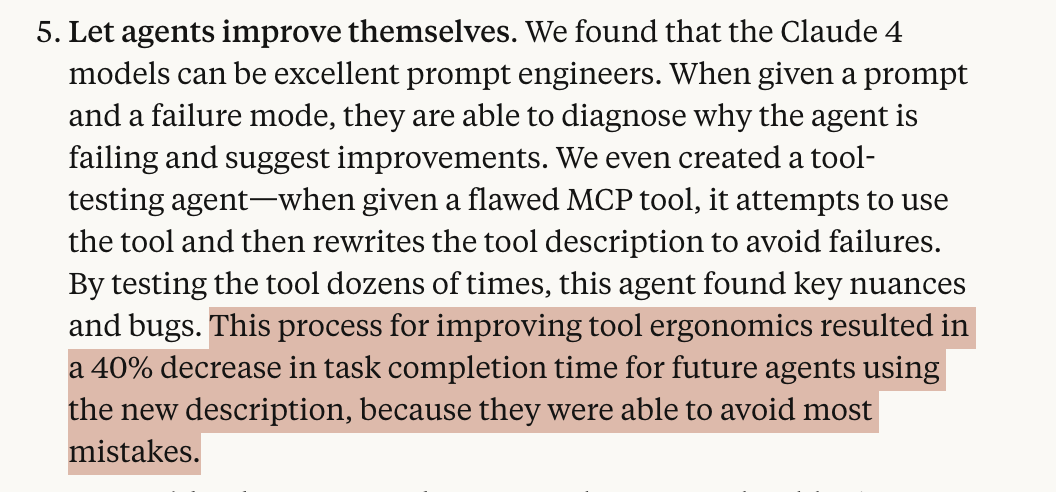 5. Let agents improve themselves. We found that the Claude 4
models can be excellent prompt engineers. When given a prompt
and a failure mode, they are able to diagnose why the agent is
failing and suggest improvements. We even created a tool-
testing agent—when given a flawed MCP tool, it attempts to use
the tool and then rewrites the tool description to avoid failures.
By testing the tool dozens of times, this agent found key nuances
and bugs. This process for improving tool ergonomics resulted in
a 40% decrease in task completion time for future agents using
the new description, because they were able to avoid most
mistakes.